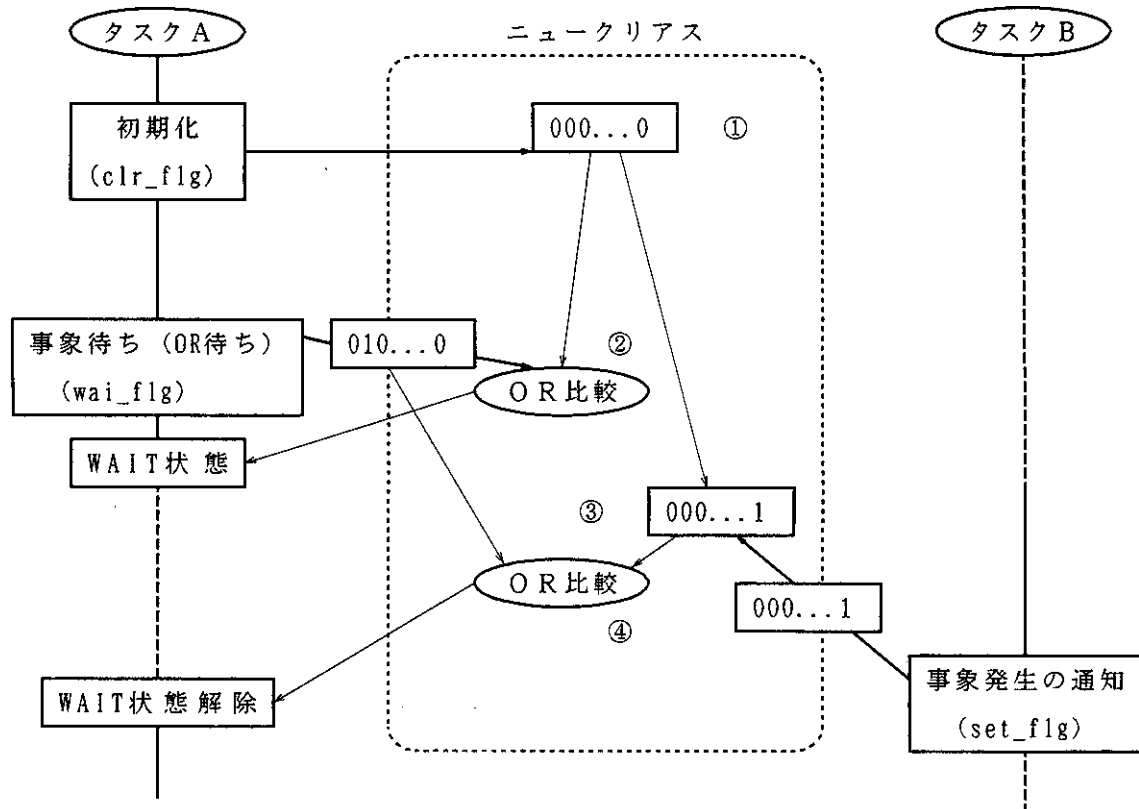 タスクA
ニュークリアス
タスクB
初期化
(clr_flg)
000...0
①
事象待ち（OR待ち）
(wai_flg)
010...0
②
OR比較
WAIT状態
③
000...1
OR比較
000...1
④
事象発生の通知
(set_flg)
WAIT状態解除